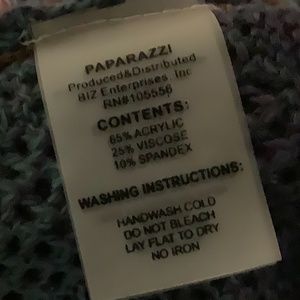 PAPARAZZI
Produced&Distributed
BIZ Enterprises, Inc
RN#105556
CONTENTS:
65% ACRYLIC
25% VISCOSE
10% SPANDEX
WASHING INSTRUCTIONS:
HANDWASH COLD
DO NOT BLEACH
LAY FLAT TO DRY
NO IRON